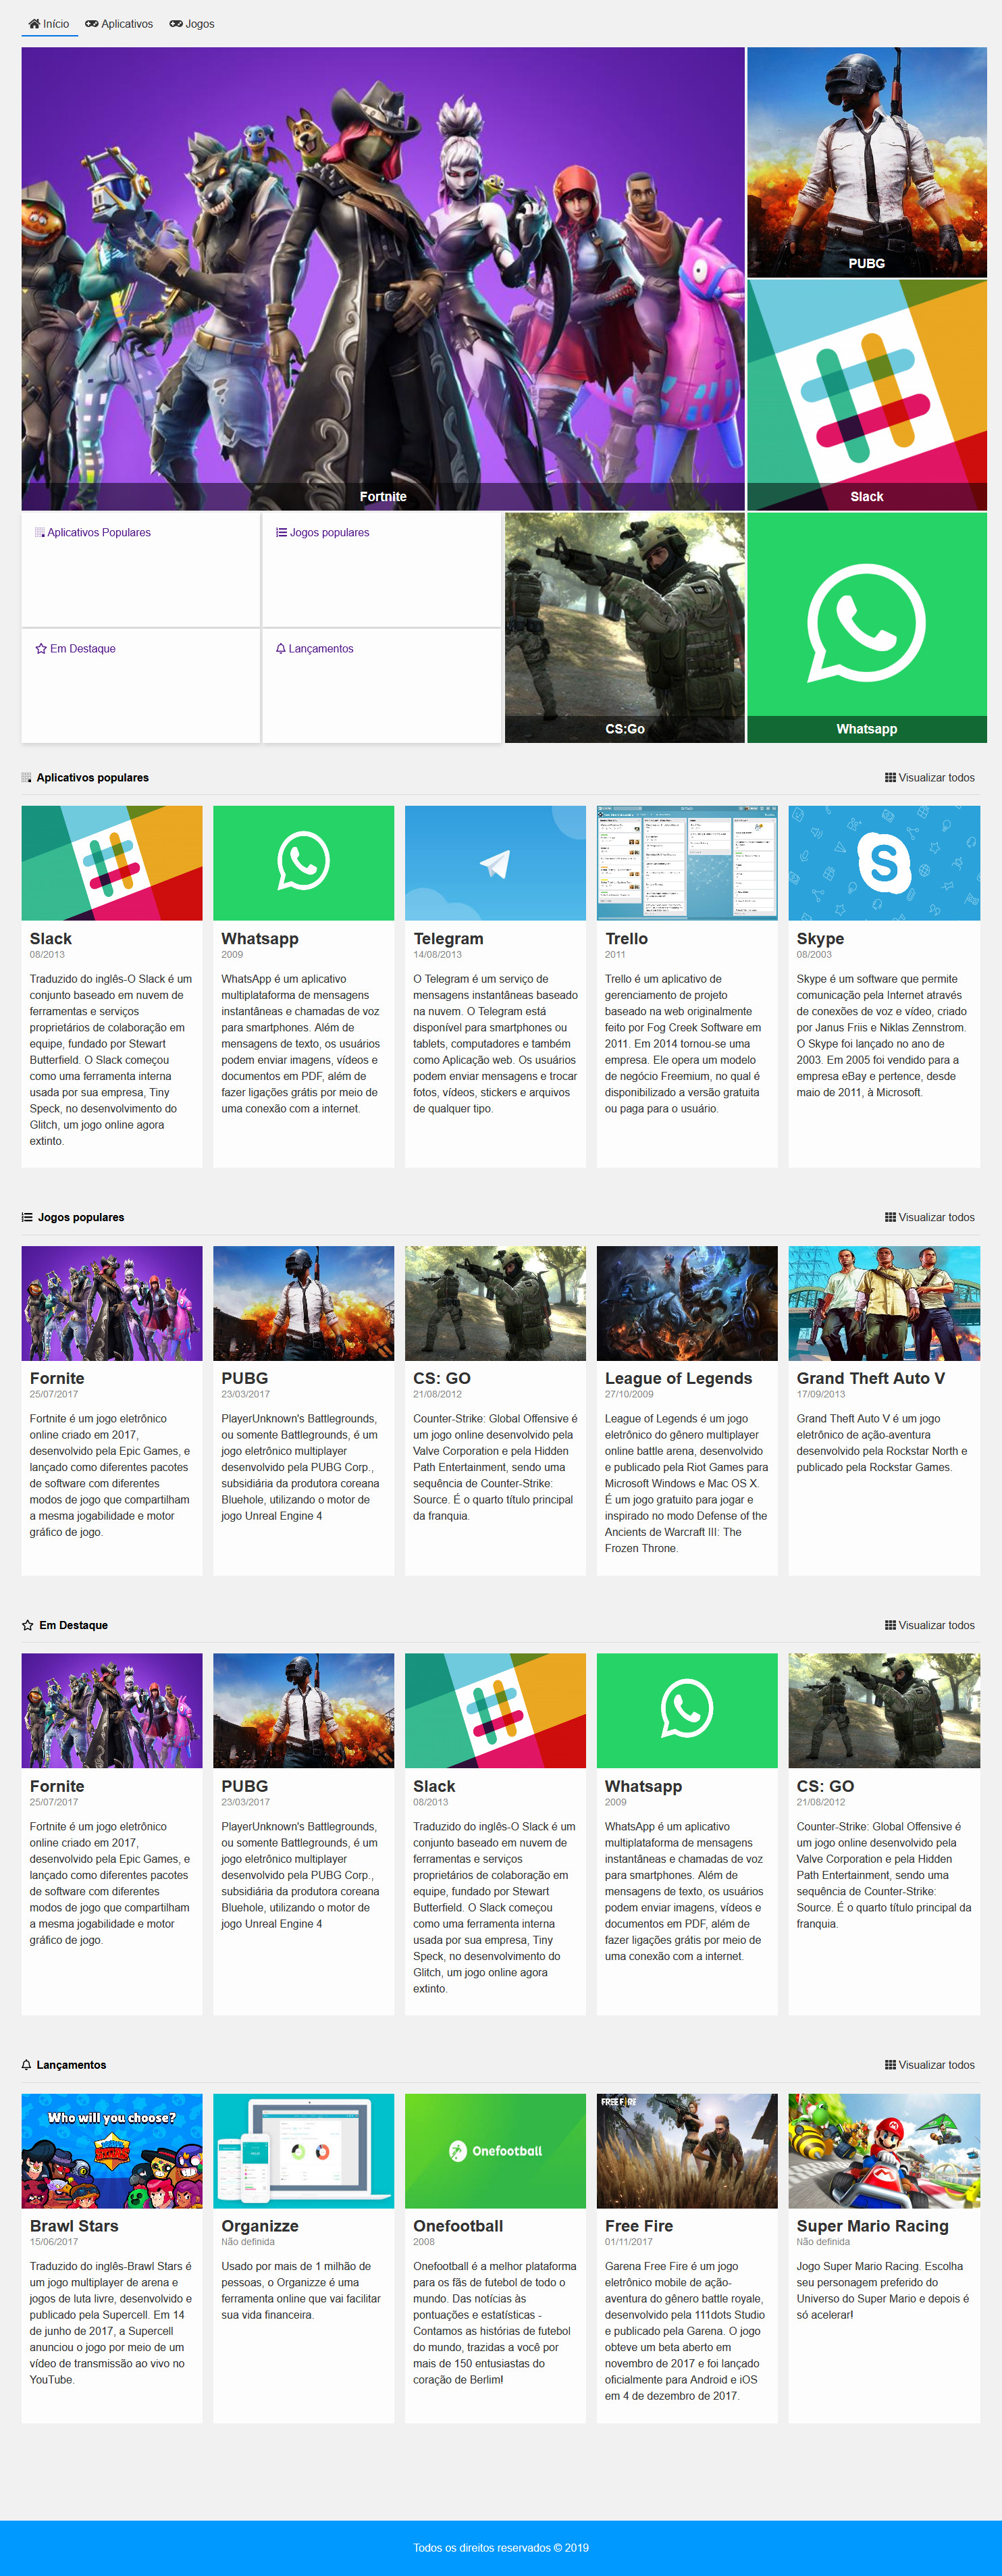 Início Aplicativos Jogos
PUBG
Fortnite
Slack
Aplicativos Populares
Jogos populares
Em Destaque
Lançamentos
CS:Go
Whatsapp
Aplicativos populares
Visualizar todos
Slack
08/2013
Traduzido do inglês-O Slack é um
conjunto baseado em nuvem de
ferramentas e serviços
proprietários de colaboração em
equipe, fundado por Stewart
Butterfield. O Slack começou
como uma ferramenta interna
usada por sua empresa, Tiny
Speck, no desenvolvimento do
Glitch, um jogo online agora
extinto.
Whatsapp
2009
WhatsApp é um aplicativo
multiplataforma de mensagens
instantâneas e chamadas de voz
para smartphones. Além de
mensagens de texto, os usuários
podem enviar imagens, vídeos e
documentos em PDF, além de
fazer ligações grátis por meio de
uma conexão com a internet.
Telegram
14/08/2013
O Telegram é um serviço de
mensagens instantâneas baseado
na nuvem. O Telegram está
disponível para smartphones ou
tablets, computadores e também
como Aplicação web. Os usuários
podem enviar mensagens e trocar
fotos, vídeos, stickers e arquivos
de qualquer tipo.
Trello
2011
Trello é um aplicativo de
gerenciamento de projeto
baseado na web originalmente
feito por Fog Creek Software em
2011. Em 2014 tornou-se uma
empresa. Ele opera um modelo
de negócio Freemium, no qual é
disponibilizado a versão gratuita
ou paga para o usuário.
Skype
08/2003
Skype é um software que permite
comunicação pela Internet através
de conexões de voz e vídeo, criado
por Janus Friis e Niklas Zennstrom.
O Skype foi lançado no ano de
2003. Em 2005 foi vendido para a
empresa eBay e pertence, desde
maio de 2011, à Microsoft.
Jogos populares
Visualizar todos
Fornite
25/07/2017
Fortnite é um jogo eletrônico
online criado em 2017,
desenvolvido pela Epic Games, e
lançado como diferentes pacotes
de software com diferentes
modos de jogo que compartilham
a mesma jogabilidade e motor
gráfico de jogo.
PUBG
23/03/2017
PlayerUnknown's Battlegrounds,
ou somente Battlegrounds, é um
jogo eletrônico multiplayer
desenvolvido pela PUBG Corp.,
subsidiária da produtora coreana
Bluehole, utilizando o motor de
jogo Unreal Engine 4
CS: GO
21/08/2012
Counter-Strike: Global Offensive é
um jogo online desenvolvido pela
Valve Corporation e pela Hidden
Path Entertainment, sendo uma
sequência de Counter-Strike:
Source. É o quarto título principal
da franquia.
League of Legends
27/10/2009
League of Legends é um jogo
eletrônico do gênero multiplayer
online battle arena, desenvolvido
e publicado pela Riot Games para
Microsoft Windows e Mac OS X.
É um jogo gratuito para jogar e
inspirado no modo Defense of the
Ancients de Warcraft III: The
Frozen Throne.
Grand Theft Auto V
17/09/2013
Grand Theft Auto V é um jogo
eletrônico de ação-aventura
desenvolvido pela Rockstar North e
publicado pela Rockstar Games.
Em Destaque
Visualizar todos
Fornite
25/07/2017
Fortnite é um jogo eletrônico
online criado em 2017,
desenvolvido pela Epic Games, e
lançado como diferentes pacotes
de software com diferentes
modos de jogo que compartilham
a mesma jogabilidade e motor
gráfico de jogo.
PUBG
23/03/2017
PlayerUnknown's Battlegrounds,
ou somente Battlegrounds, é um
jogo eletrônico multiplayer
desenvolvido pela PUBG Corp.,
subsidiária da produtora coreana
Bluehole, utilizando o motor de
jogo Unreal Engine 4
Slack
08/2013
Traduzido do inglês-O Slack é um
conjunto baseado em nuvem de
ferramentas e serviços
proprietários de colaboração em
equipe, fundado por Stewart
Butterfield. O Slack começou
como uma ferramenta interna
usada por sua empresa, Tiny
Speck, no desenvolvimento do
Glitch, um jogo online agora
extinto.
Whatsapp
2009
WhatsApp é um aplicativo
multiplataforma de mensagens
instantâneas e chamadas de voz
para smartphones. Além de
mensagens de texto, os usuários
podem enviar imagens, vídeos e
documentos em PDF, além de
fazer ligações grátis por meio de
uma conexão com a internet.
CS: GO
21/08/2012
Counter-Strike: Global Offensive é
um jogo online desenvolvido pela
Valve Corporation e pela Hidden
Path Entertainment, sendo uma
sequência de Counter-Strike:
Source. É o quarto título principal da
franquia.
Lançamentos
Visualizar todos
Who will you choose?
Brawl Stars
15/06/2017
Traduzido do inglês-Brawl Stars é
um jogo multiplayer de arena e
jogos de luta livre, desenvolvido e
publicado pela Supercell. Em 14
de junho de 2017, a Supercell
anunciou o jogo por meio de um
vídeo de transmissão ao vivo no
YouTube.
Organizze
Não definida
Usado por mais de 1 milhão de
pessoas, o Organizze é uma
ferramenta online que vai facilitar
sua vida financeira.
Onefootball
Onefootball
2008
Onefootball é a melhor plataforma
para os fãs de futebol de todo o
mundo. Das notícias às
pontuações e estatísticas -
Contamos as histórias de futebol
do mundo, trazidas a você por
mais de 150 entusiastas do
coração de Berlim!
FREE FIRE
Free Fire
01/11/2017
Garena Free Fire é um jogo
eletrônico mobile de ação-
aventura do gênero battle royale,
desenvolvido pela 111dots Studio
e publicado pela Garena. O jogo
obteve um beta aberto em
novembro de 2017 e foi lançado
oficialmente para Android e iOS
em 4 de dezembro de 2017.
Super Mario Racing
Não definida
Jogo Super Mario Racing. Escolha
seu personagem preferido do
Universo do Super Mario e depois é
só acelerar!
Todos os direitos reservados © 2019